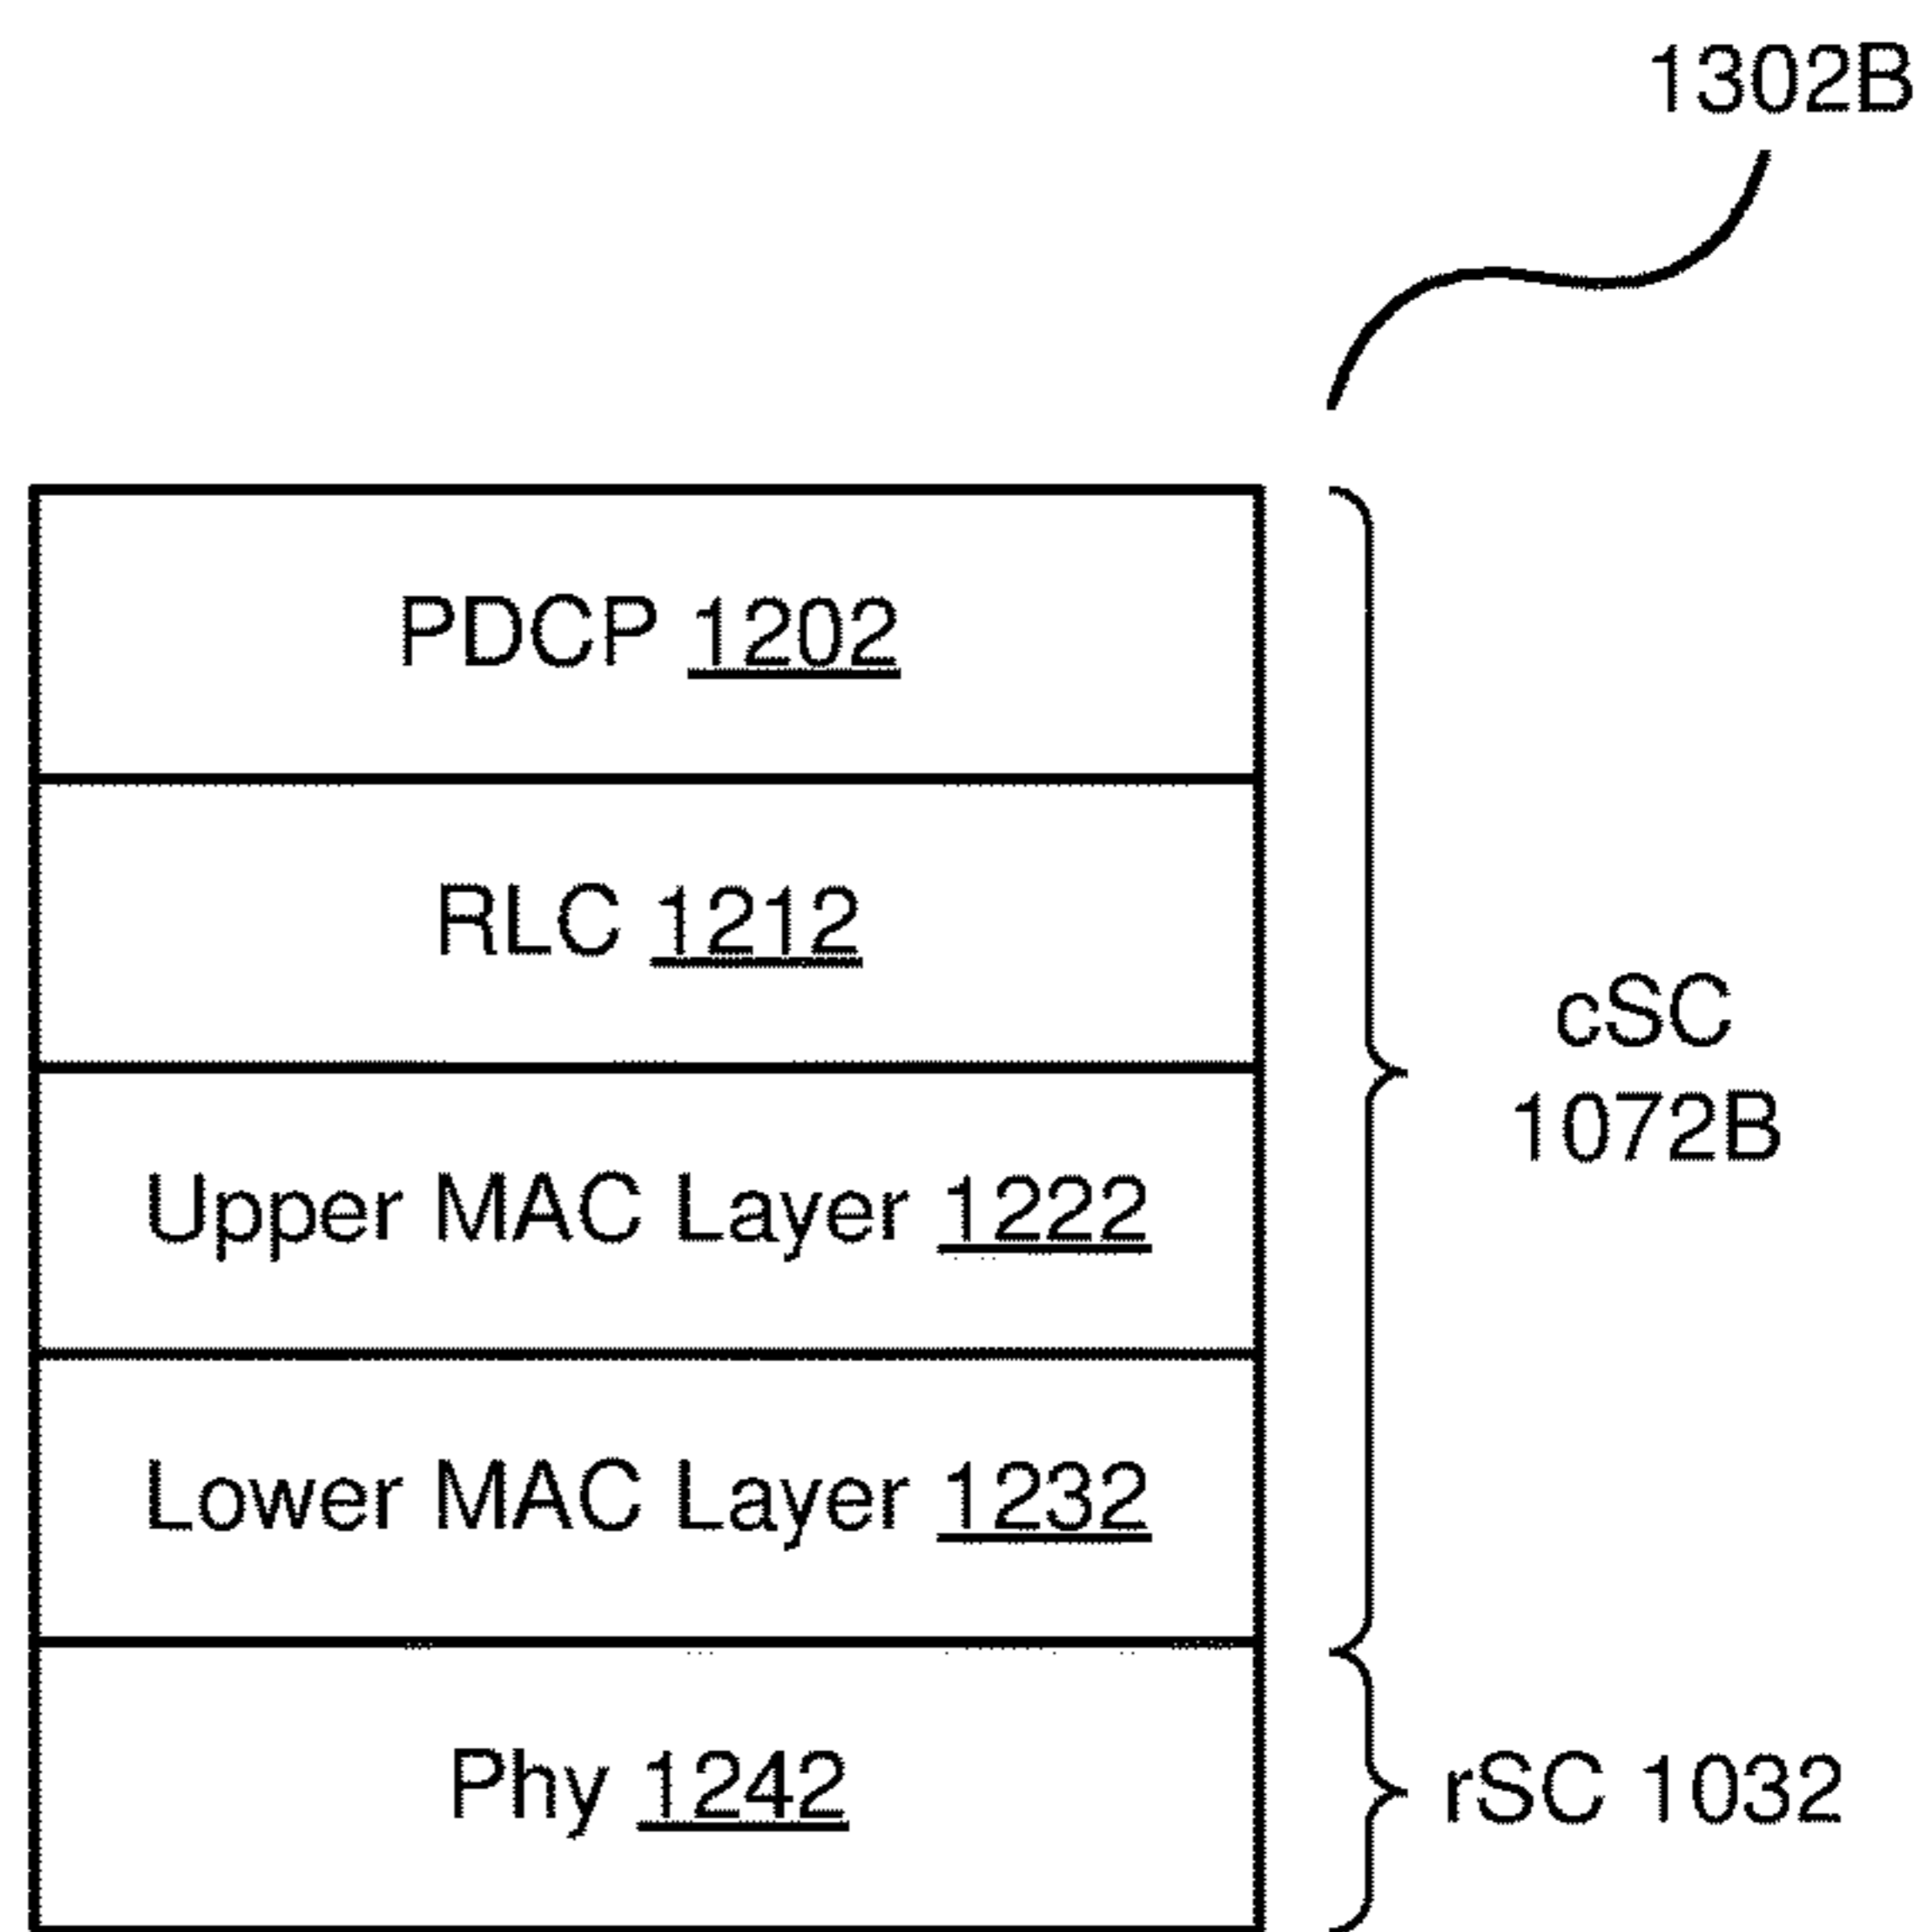 1302B
PDCP 1202
RLC 1212
cSC
1072B
Upper MAC Layer 1222
Lower MAC Layer 1232
Phy 1242
rSC 1032